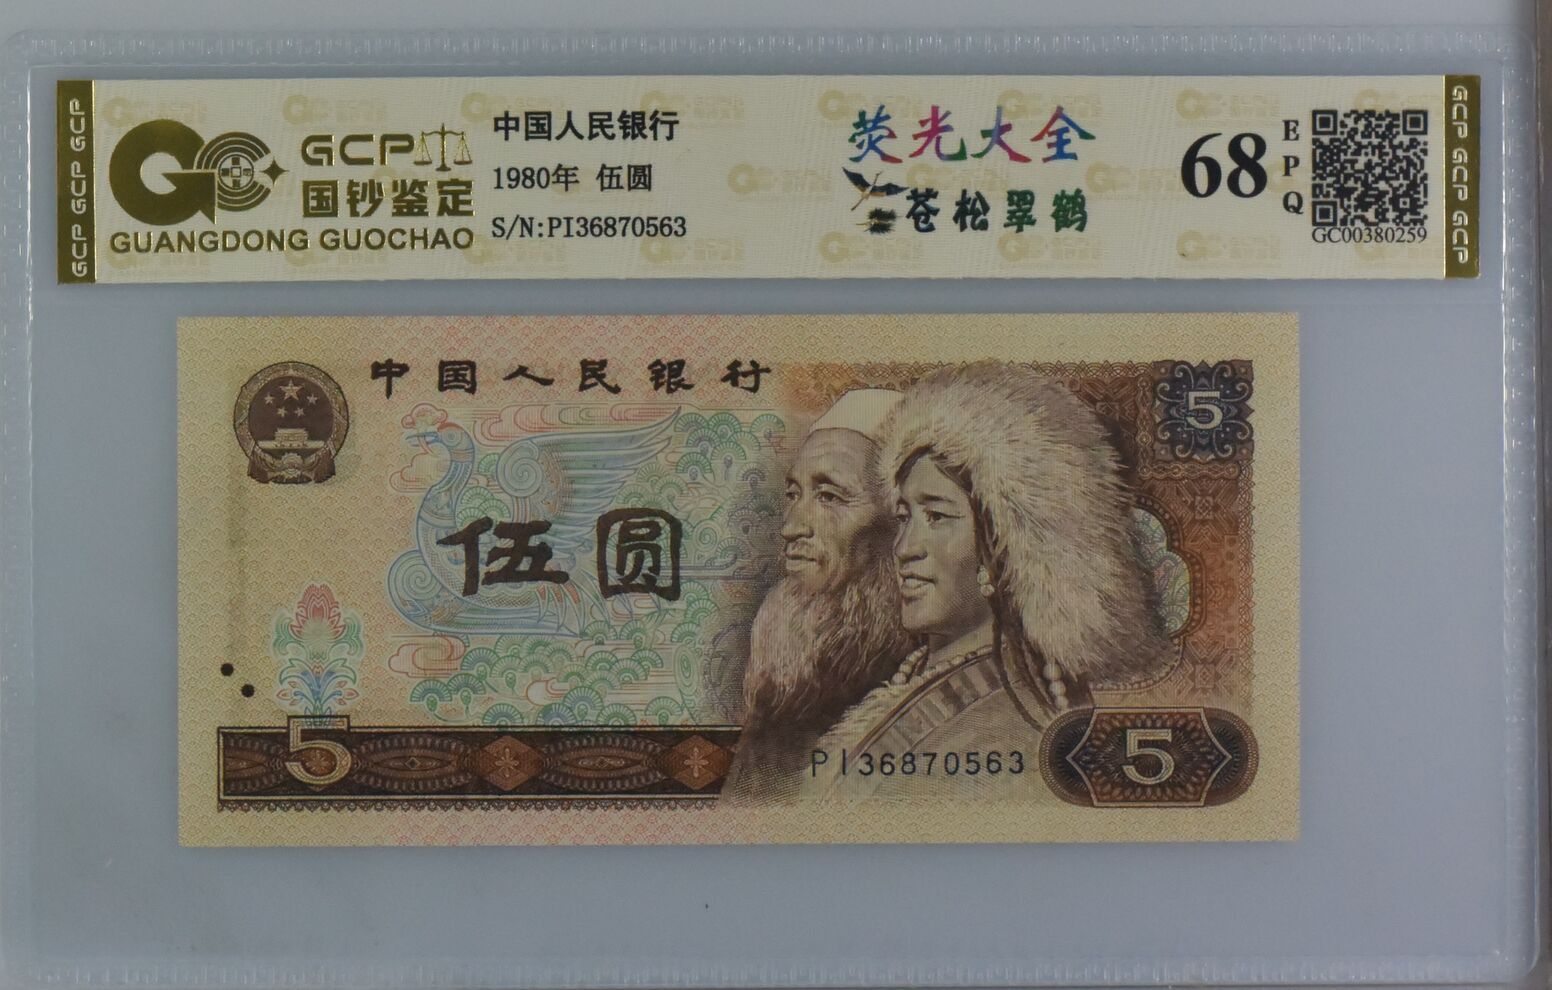 GCP GCP GCP
GCP
国钞鉴定
GUANGDONG GUOCHAO
中国人民银行
1980年 伍圆
S/N:PI36870563
荧光大全
苍松翠鹤
68
EPQ
GC00380259
GCP GCP GCP
中国人民银行
5
伍圆
5
PI36870563
5